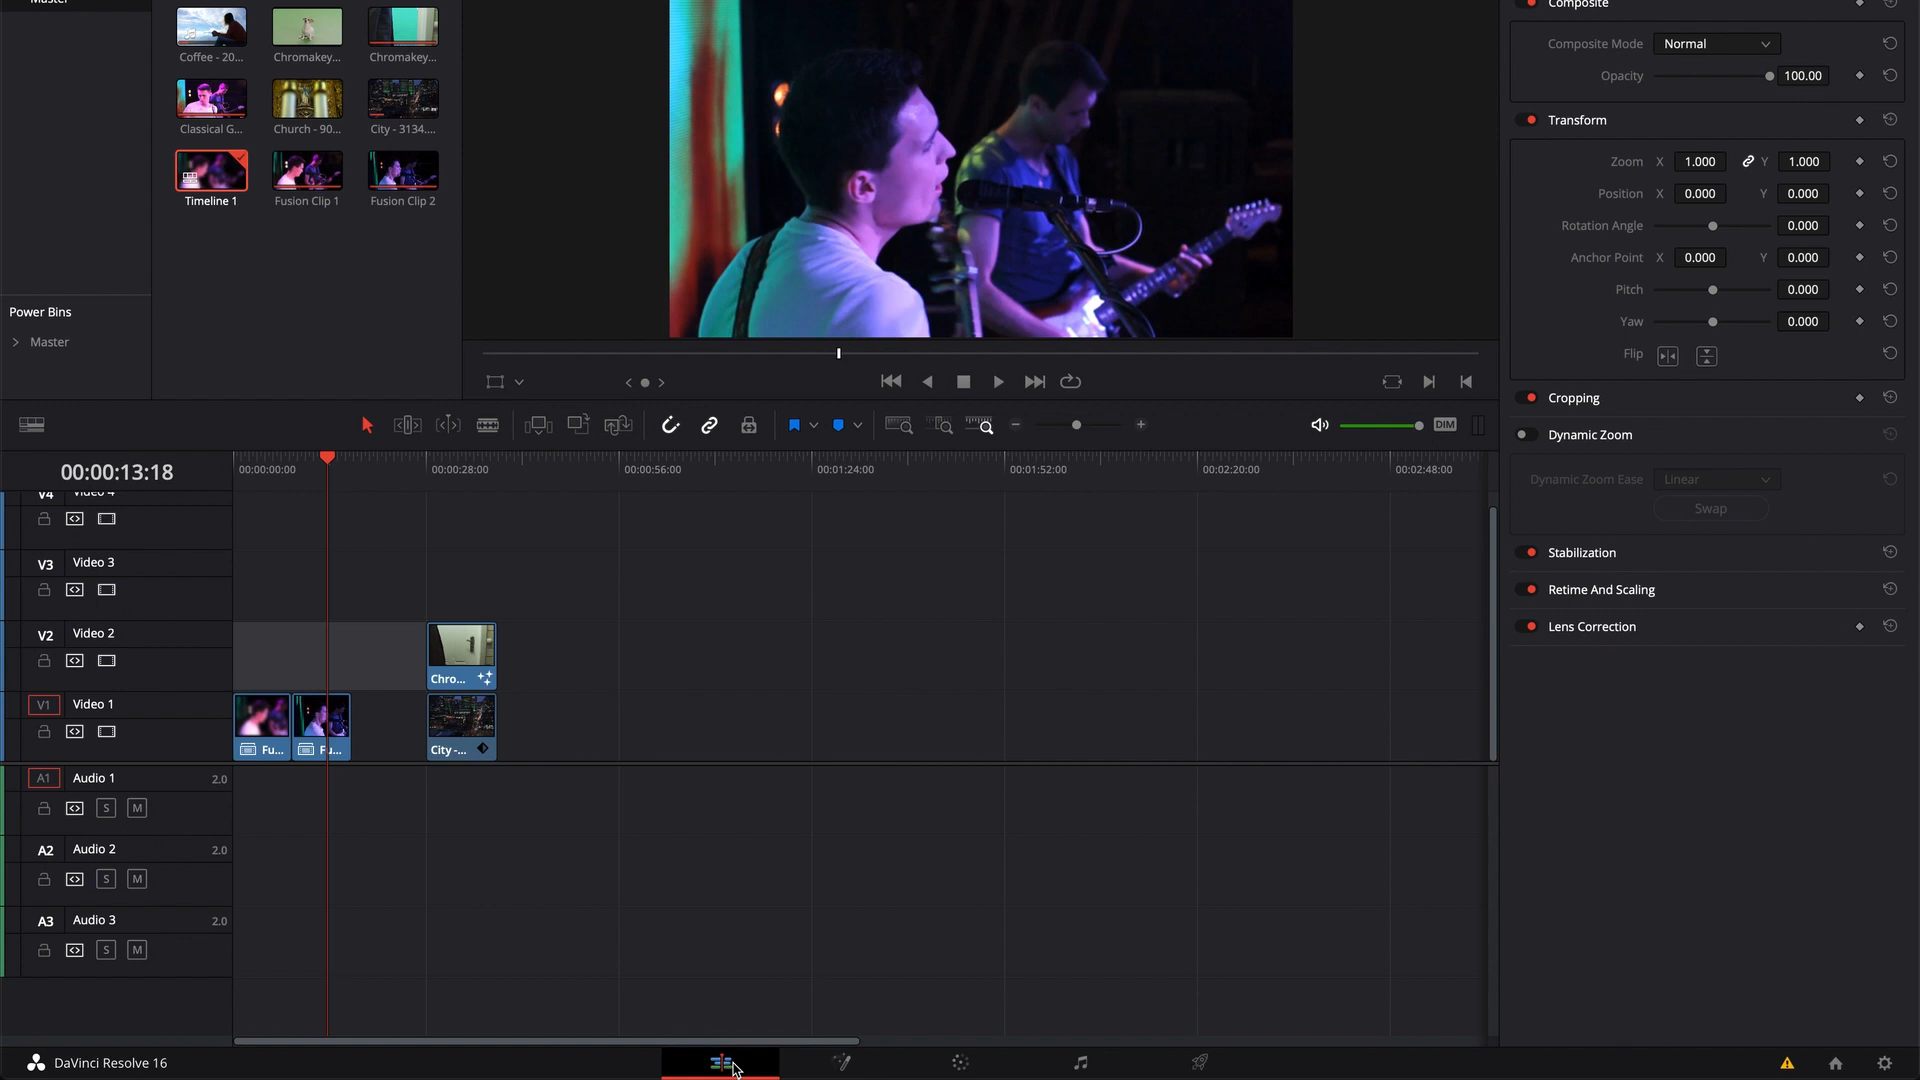 Master
Coffee - 20...
Chromakey...
Chromakey...
Classical G...
Church - 90...
City - 3134....
Timeline 1
Fusion Clip 1
Fusion Clip 2
Power Bins
Master
Composite
Composite Mode Normal
Opacity 100.00
Transform
Zoom X 1.000 Y 1.000
Position X 0.000 Y 0.000
Rotation Angle 0.000
Anchor Point X 0.000 Y 0.000
Pitch 0.000
Yaw 0.000
Flip
Cropping
Dynamic Zoom
Dynamic Zoom Ease Linear
Swap
Stabilization
Retime And Scaling
Lens Correction
DIM
00:00:13:18
00:00:00:00 00:00:28:00 00:00:56:00 00:01:24:00 00:01:52:00 00:02:20:00 00:02:48:00
V4 Video 4
V3 Video 3
V2 Video 2
Chro...
V1 Video 1
Fu... Fu... City -...
A1 Audio 1 2.0
S M
A2 Audio 2 2.0
S M
A3 Audio 3 2.0
S M
DaVinci Resolve 16